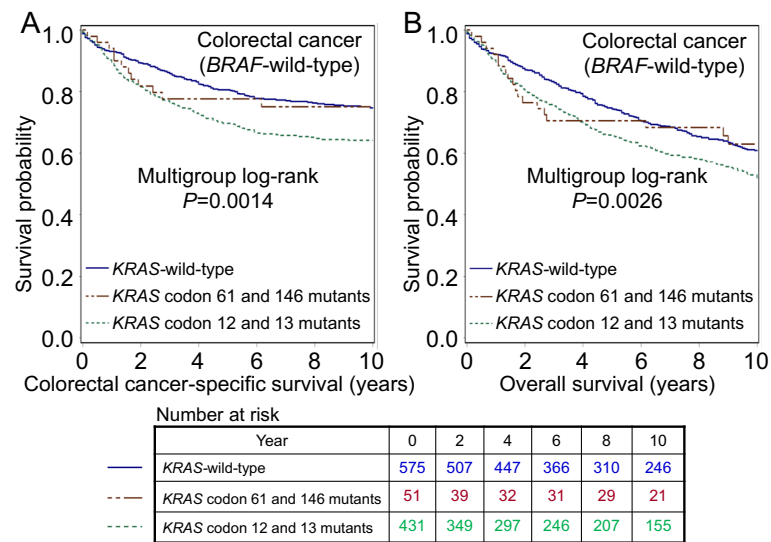 A
Colorectal cancer
(BRAF-wild-type)
1.0
0.8
0.6
0.4
0.2
0.0
Survival probability
Multigroup log-rank
P=0.0014
KRAS-wild-type
KRAS codon 61 and 146 mutants
KRAS codon 12 and 13 mutants
0 2 4 6 8 10
Colorectal cancer-specific survival (years)
B
Colorectal cancer
(BRAF-wild-type)
1.0
0.8
0.6
0.4
0.2
0.0
Survival probability
Multigroup log-rank
P=0.0026
KRAS-wild-type
KRAS codon 61 and 146 mutants
KRAS codon 12 and 13 mutants
0 2 4 6 8 10
Overall survival (years)
Number at risk
Year 0 2 4 6 8 10
KRAS-wild-type 575 507 447 366 310 246
KRAS codon 61 and 146 mutants 51 39 32 31 29 21
KRAS codon 12 and 13 mutants 431 349 297 246 207 155